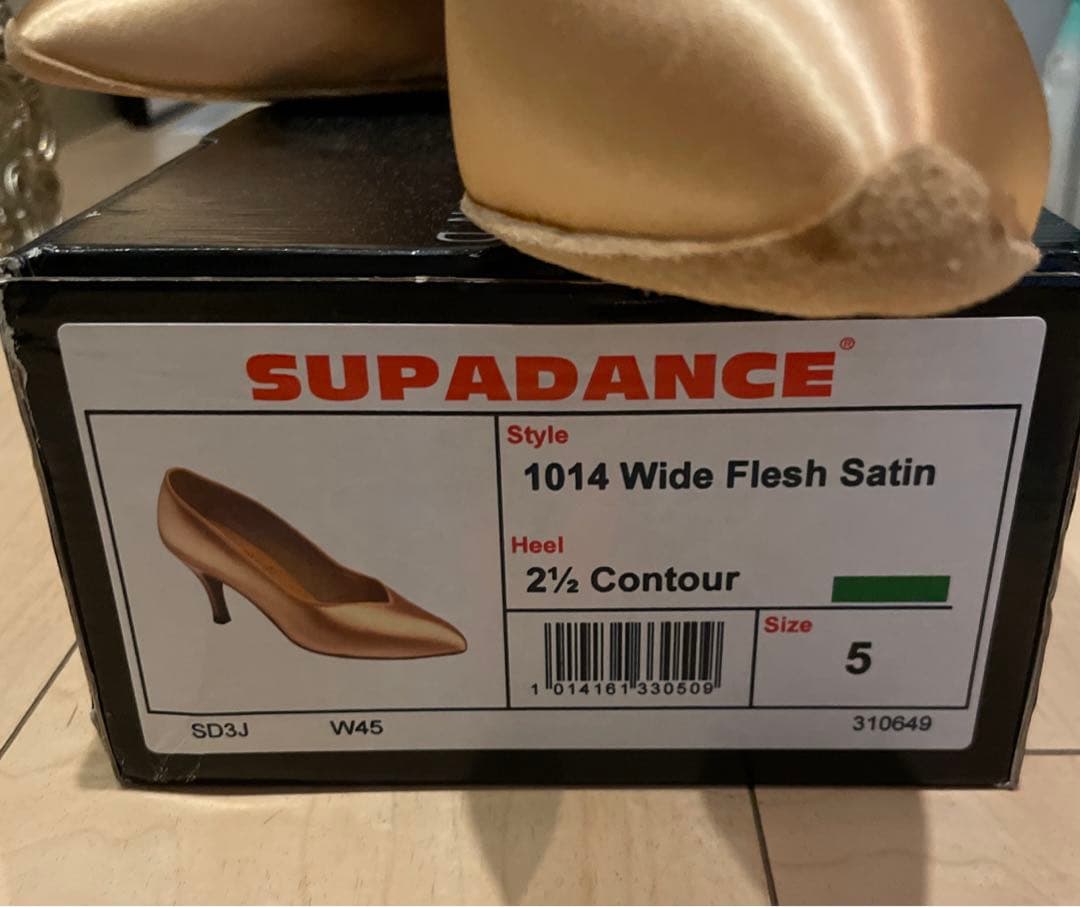 SUPADANCE®
Style
1014 Wide Flesh Satin
Heel
2½ Contour
1 014161 330509
Size
5
SD3J W45 310649